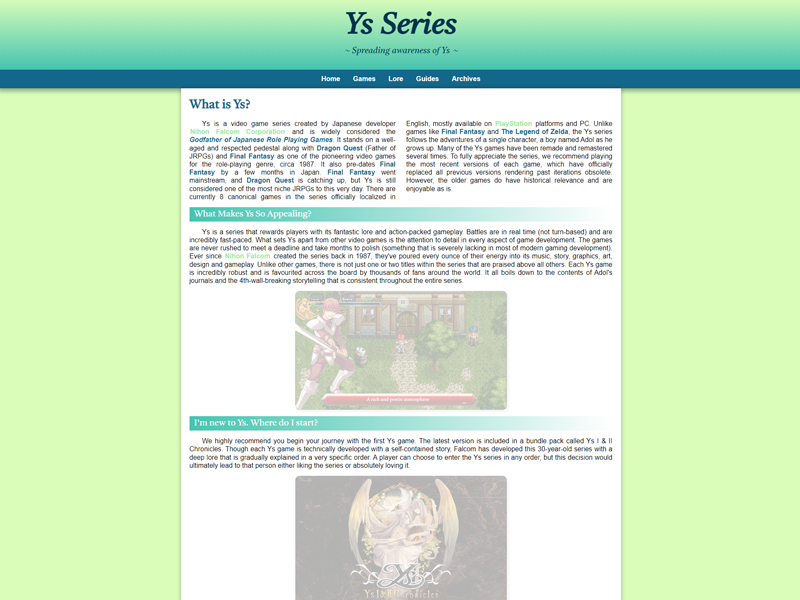 Ys Series
~ Spreading awareness of Ys ~
Home Games Lore Guides Archives
What is Ys?
Ys is a video game series created by Japanese developer
Nihon Falcom Corporation and is widely considered the
Godfather of Japanese Role Playing Games. It stands on a well-
aged and respected pedestal along with Dragon Quest (Father of
JRPGs) and Final Fantasy as one of the pioneering video games
for the role-playing genre, circa 1987. It also pre-dates Final
Fantasy by a few months in Japan. Final Fantasy went
mainstream, and Dragon Quest is catching up, but Ys is still
considered one of the most niche JRPGs to this very day. There are
currently 8 canonical games in the series officially localized in
English, mostly available on PlayStation platforms and PC. Unlike
games like Final Fantasy and The Legend of Zelda, the Ys series
follows the adventures of a single character, a boy named Adol as he
grows up. Many of the Ys games have been remade and remastered
several times. To fully appreciate the series, we recommend playing
the most recent versions of each game, which have officially
replaced all previous versions rendering past iterations obsolete.
However, the older games do have historical relevance and are
enjoyable as is.
What Makes Ys So Appealing?
Ys is a series that rewards players with its fantastic lore and action-packed gameplay. Battles are in real time (not turn-based) and are
incredibly fast-paced. What sets Ys apart from other video games is the attention to detail in every aspect of game development. The games
are never rushed to meet a deadline and take months to polish (something that is severely lacking in most of modern gaming development).
Ever since Nihon Falcom created the series back in 1987, they've poured every ounce of their energy into its music, story, graphics, art,
design and gameplay. Unlike other games, there is not just one or two titles within the series that are praised above all others. Each Ys game
is incredibly robust and is favourited across the board by thousands of fans around the world. It all boils down to the contents of Adol's
journals and the 4th-wall-breaking storytelling that is consistent throughout the entire series.
A rich and poetic atmosphere
I'm new to Ys. Where do I start?
We highly recommend you begin your journey with the first Ys game. The latest version is included in a bundle pack called Ys I & II
Chronicles. Though each Ys game is technically developed with a self-contained story, Falcom has developed this 30-year-old series with a
deep lore that is gradually explained in a very specific order. A player can choose to enter the Ys series in any order, but this decision would
ultimately lead to that person either liking the series or absolutely loving it.
Ys
Ys I & II Chronicles